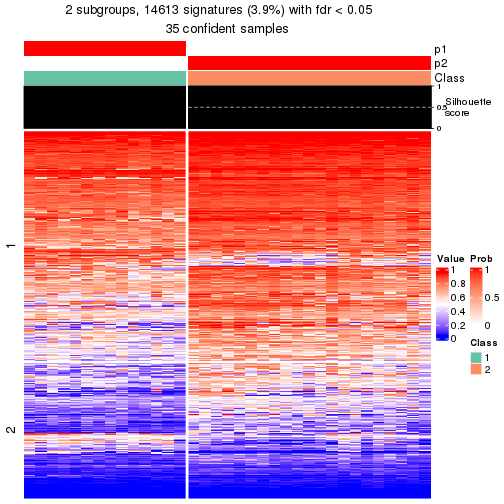 2 subgroups, 14613 signatures (3.9%) with fdr < 0.05
35 confident samples
p1
p2
Class
1
0.5
0
Silhouette
score
1
2
Value
1
0.8
0.6
0.4
0.2
0
Prob
1
0.5
0
Class
1
2